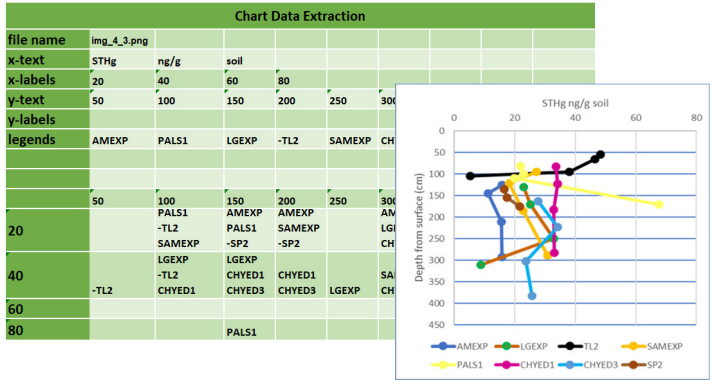 Chart Data Extraction
file name img_4_3.png
x-text STHg ng/g soil
x-labels 20 40 60 80
y-text 50 100 150 200 250 300
y-labels
legends AMEXP PALS1 LGEXP -TL2 SAMEXP
50 100 150 200 250 300
20
PALS1 AMEXP AMEXP
-TL2 PALS1 SAMEXP
SAMEXP -SP2 -SP2
40
LGEXP LGEXP
-TL2 CHYED1 CHYED1
-TL2 CHYED1 CHYED3 CHYED3 LGEXP
60
80 PALS1
STHg ng/g soil
0 20 40 60 80
0
50
100
150
200
250
300
350
400
450
Depth from surface (cm)
AMEXP LGEXP TL2 SAMEXP
PALS1 CHYED1 CHYED3 SP2